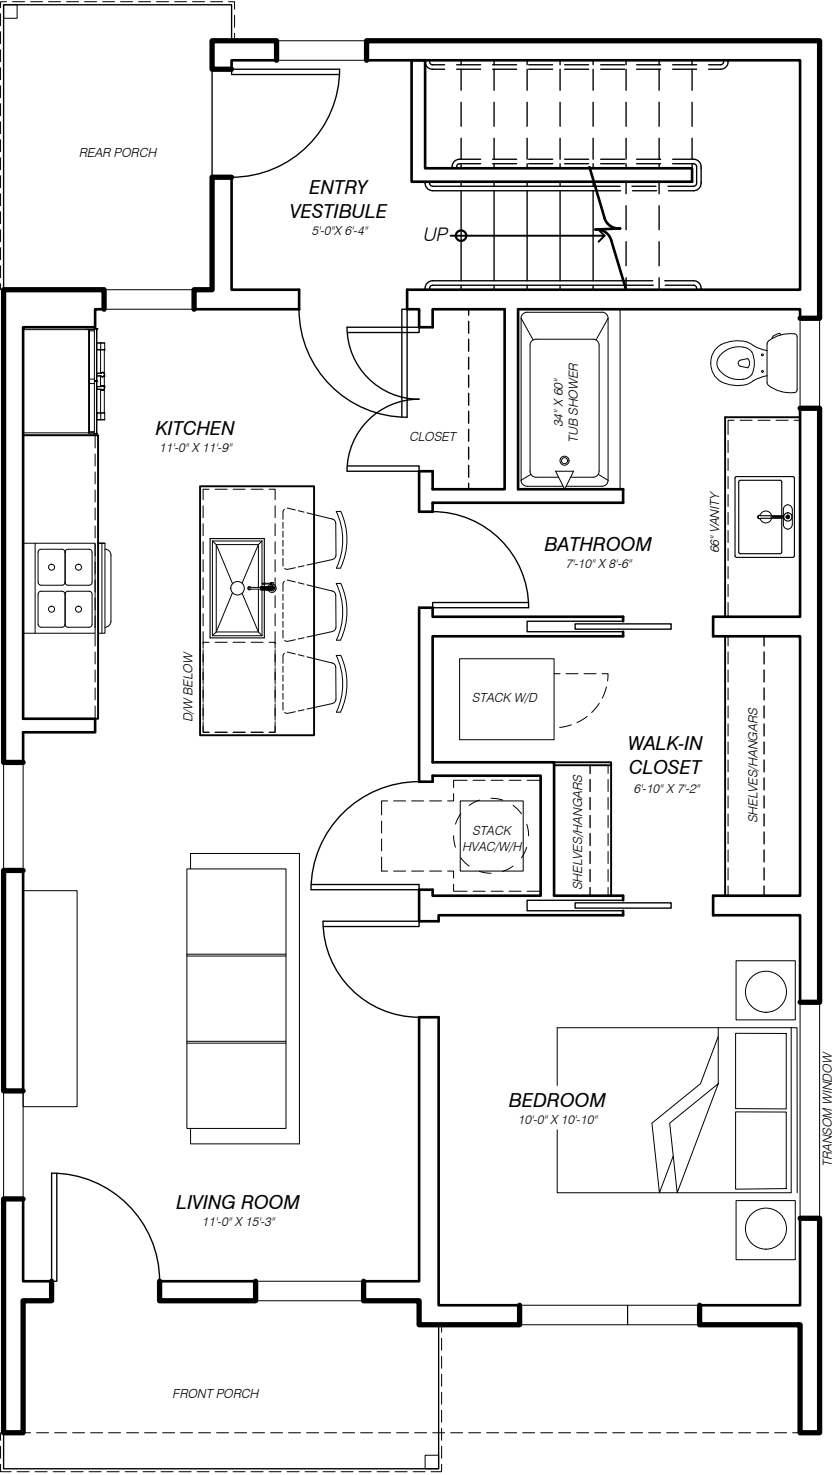 REAR PORCH
ENTRY
VESTIBULE
5'-0"X 6'-4"
UP
KITCHEN
11'-0" X 11'-9"
CLOSET
34" X 60"
TUB SHOWER
66" VANITY
BATHROOM
7'-10" X 8'-6"
D/W BELOW
STACK W/D
WALK-IN
CLOSET
6'-10" X 7'-2"
SHELVES/HANGARS
SHELVES/HANGARS
STACK
HVAC/W/H
BEDROOM
10'-0" X 10'-10"
TRANSOM WINDOW
LIVING ROOM
11'-0" X 15'-3"
FRONT PORCH